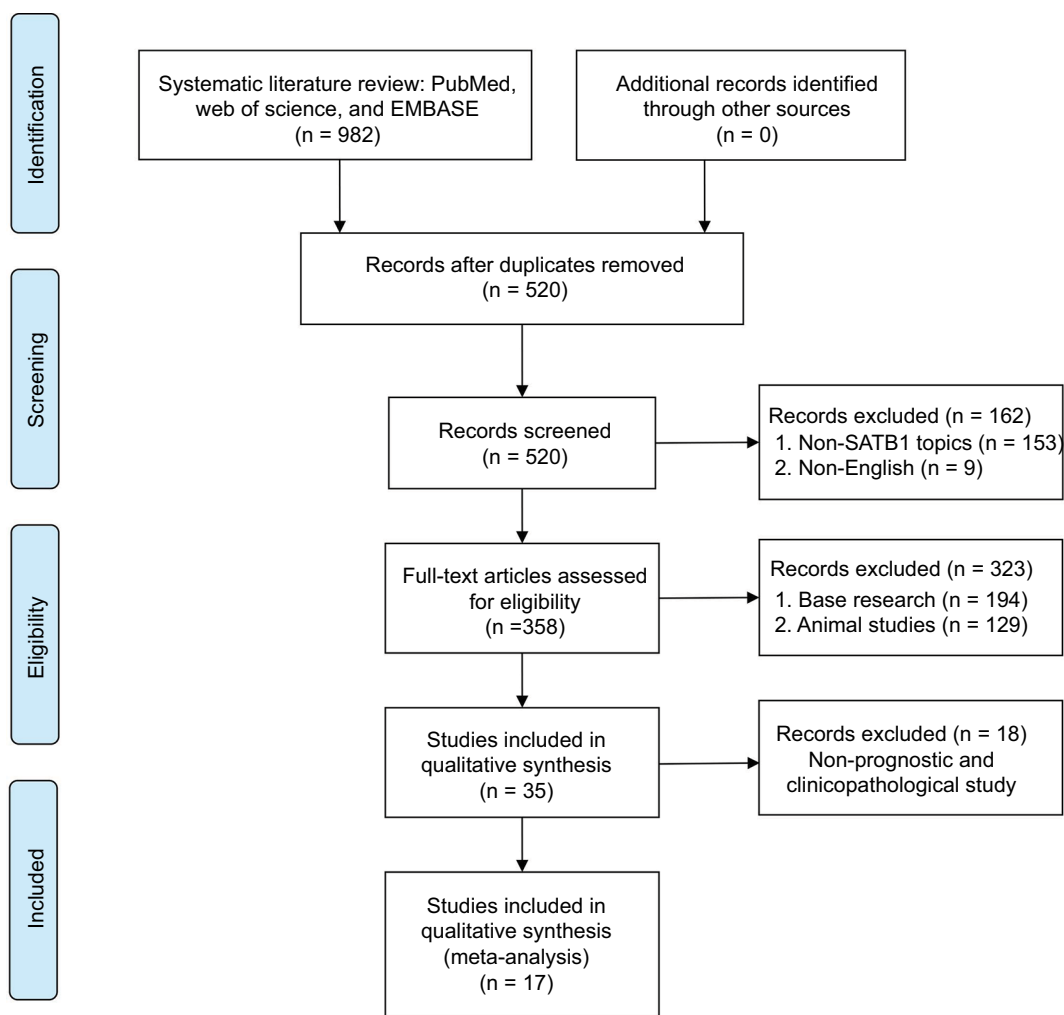 Identification
Systematic literature review: PubMed,
web of science, and EMBASE
(n = 982)
Additional records identified
through other sources
(n = 0)
Records after duplicates removed
(n = 520)
Screening
Records screened
(n = 520)
Records excluded (n = 162)
1. Non-SATB1 topics (n = 153)
2. Non-English (n = 9)
Eligibility
Full-text articles assessed
for eligibility
(n =358)
Records excluded (n = 323)
1. Base research (n = 194)
2. Animal studies (n = 129)
Studies included in
qualitative synthesis
(n = 35)
Records excluded (n = 18)
Non-prognostic and
clinicopathological study
Included
Studies included in
qualitative synthesis
(meta-analysis)
(n = 17)